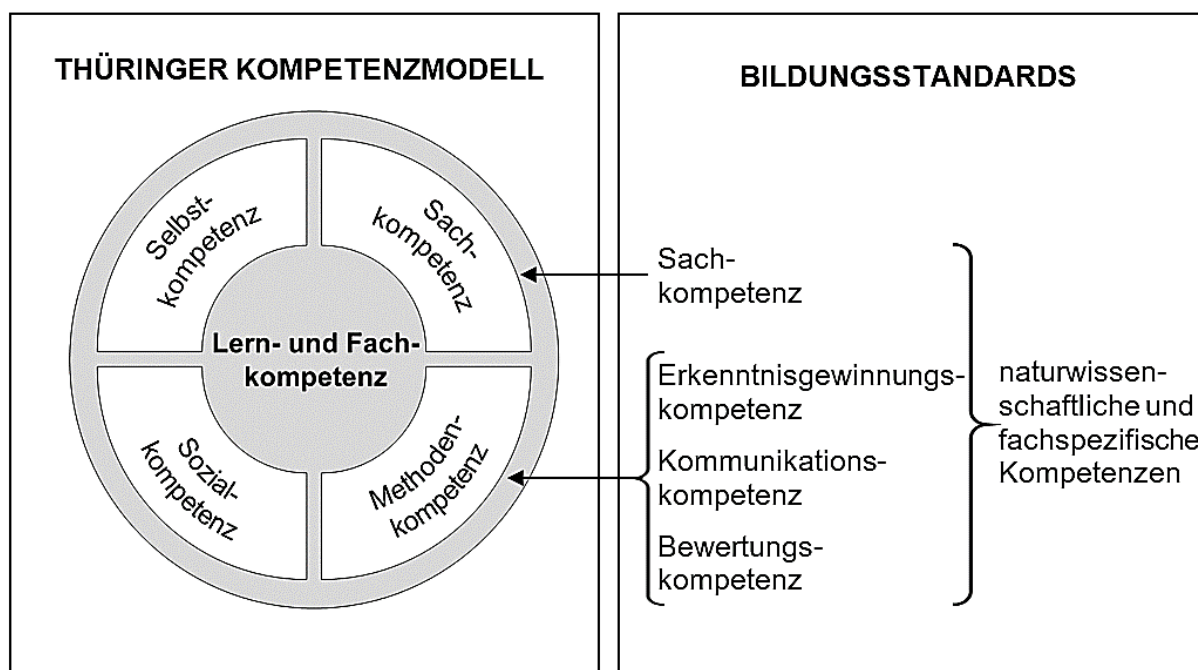 THÜRINGER KOMPETENZMODELL
Selbst-
kompetenz
Sach-
kompetenz
Lern- und Fach-
kompetenz
Sozial-
kompetenz
Methoden-
kompetenz
BILDUNGSSTANDARDS
Sach-
kompetenz
Erkenntnisgewinnungs-
kompetenz
Kommunikations-
kompetenz
Bewertungs-
kompetenz
naturwissen-
schaftliche und
fachspezifische
Kompetenzen